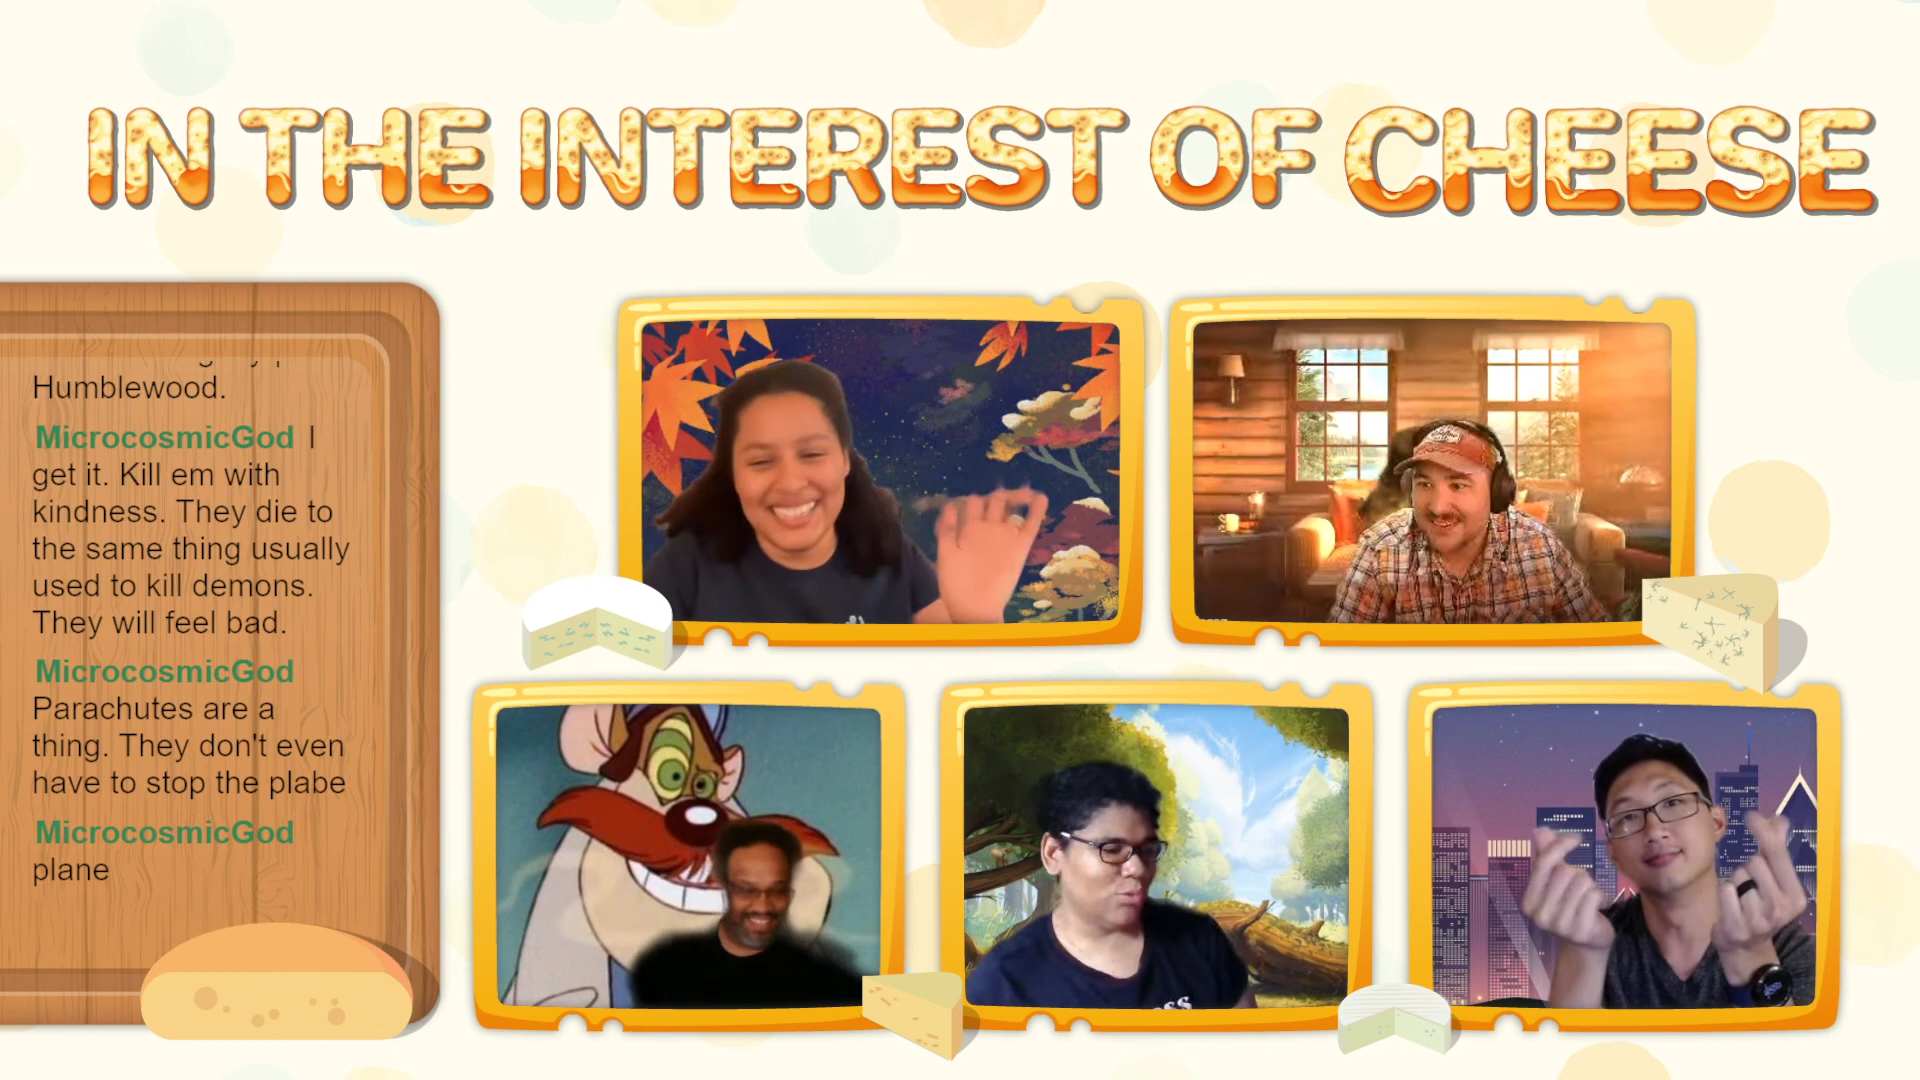 IN THE INTEREST OF CHEESE
Humblewood.
MicrocosmicGod I
get it. Kill em with
kindness. They die to
the same thing usually
used to kill demons.
They will feel bad.
MicrocosmicGod
Parachutes are a
thing. They don't even
have to stop the plabe
MicrocosmicGod
plane